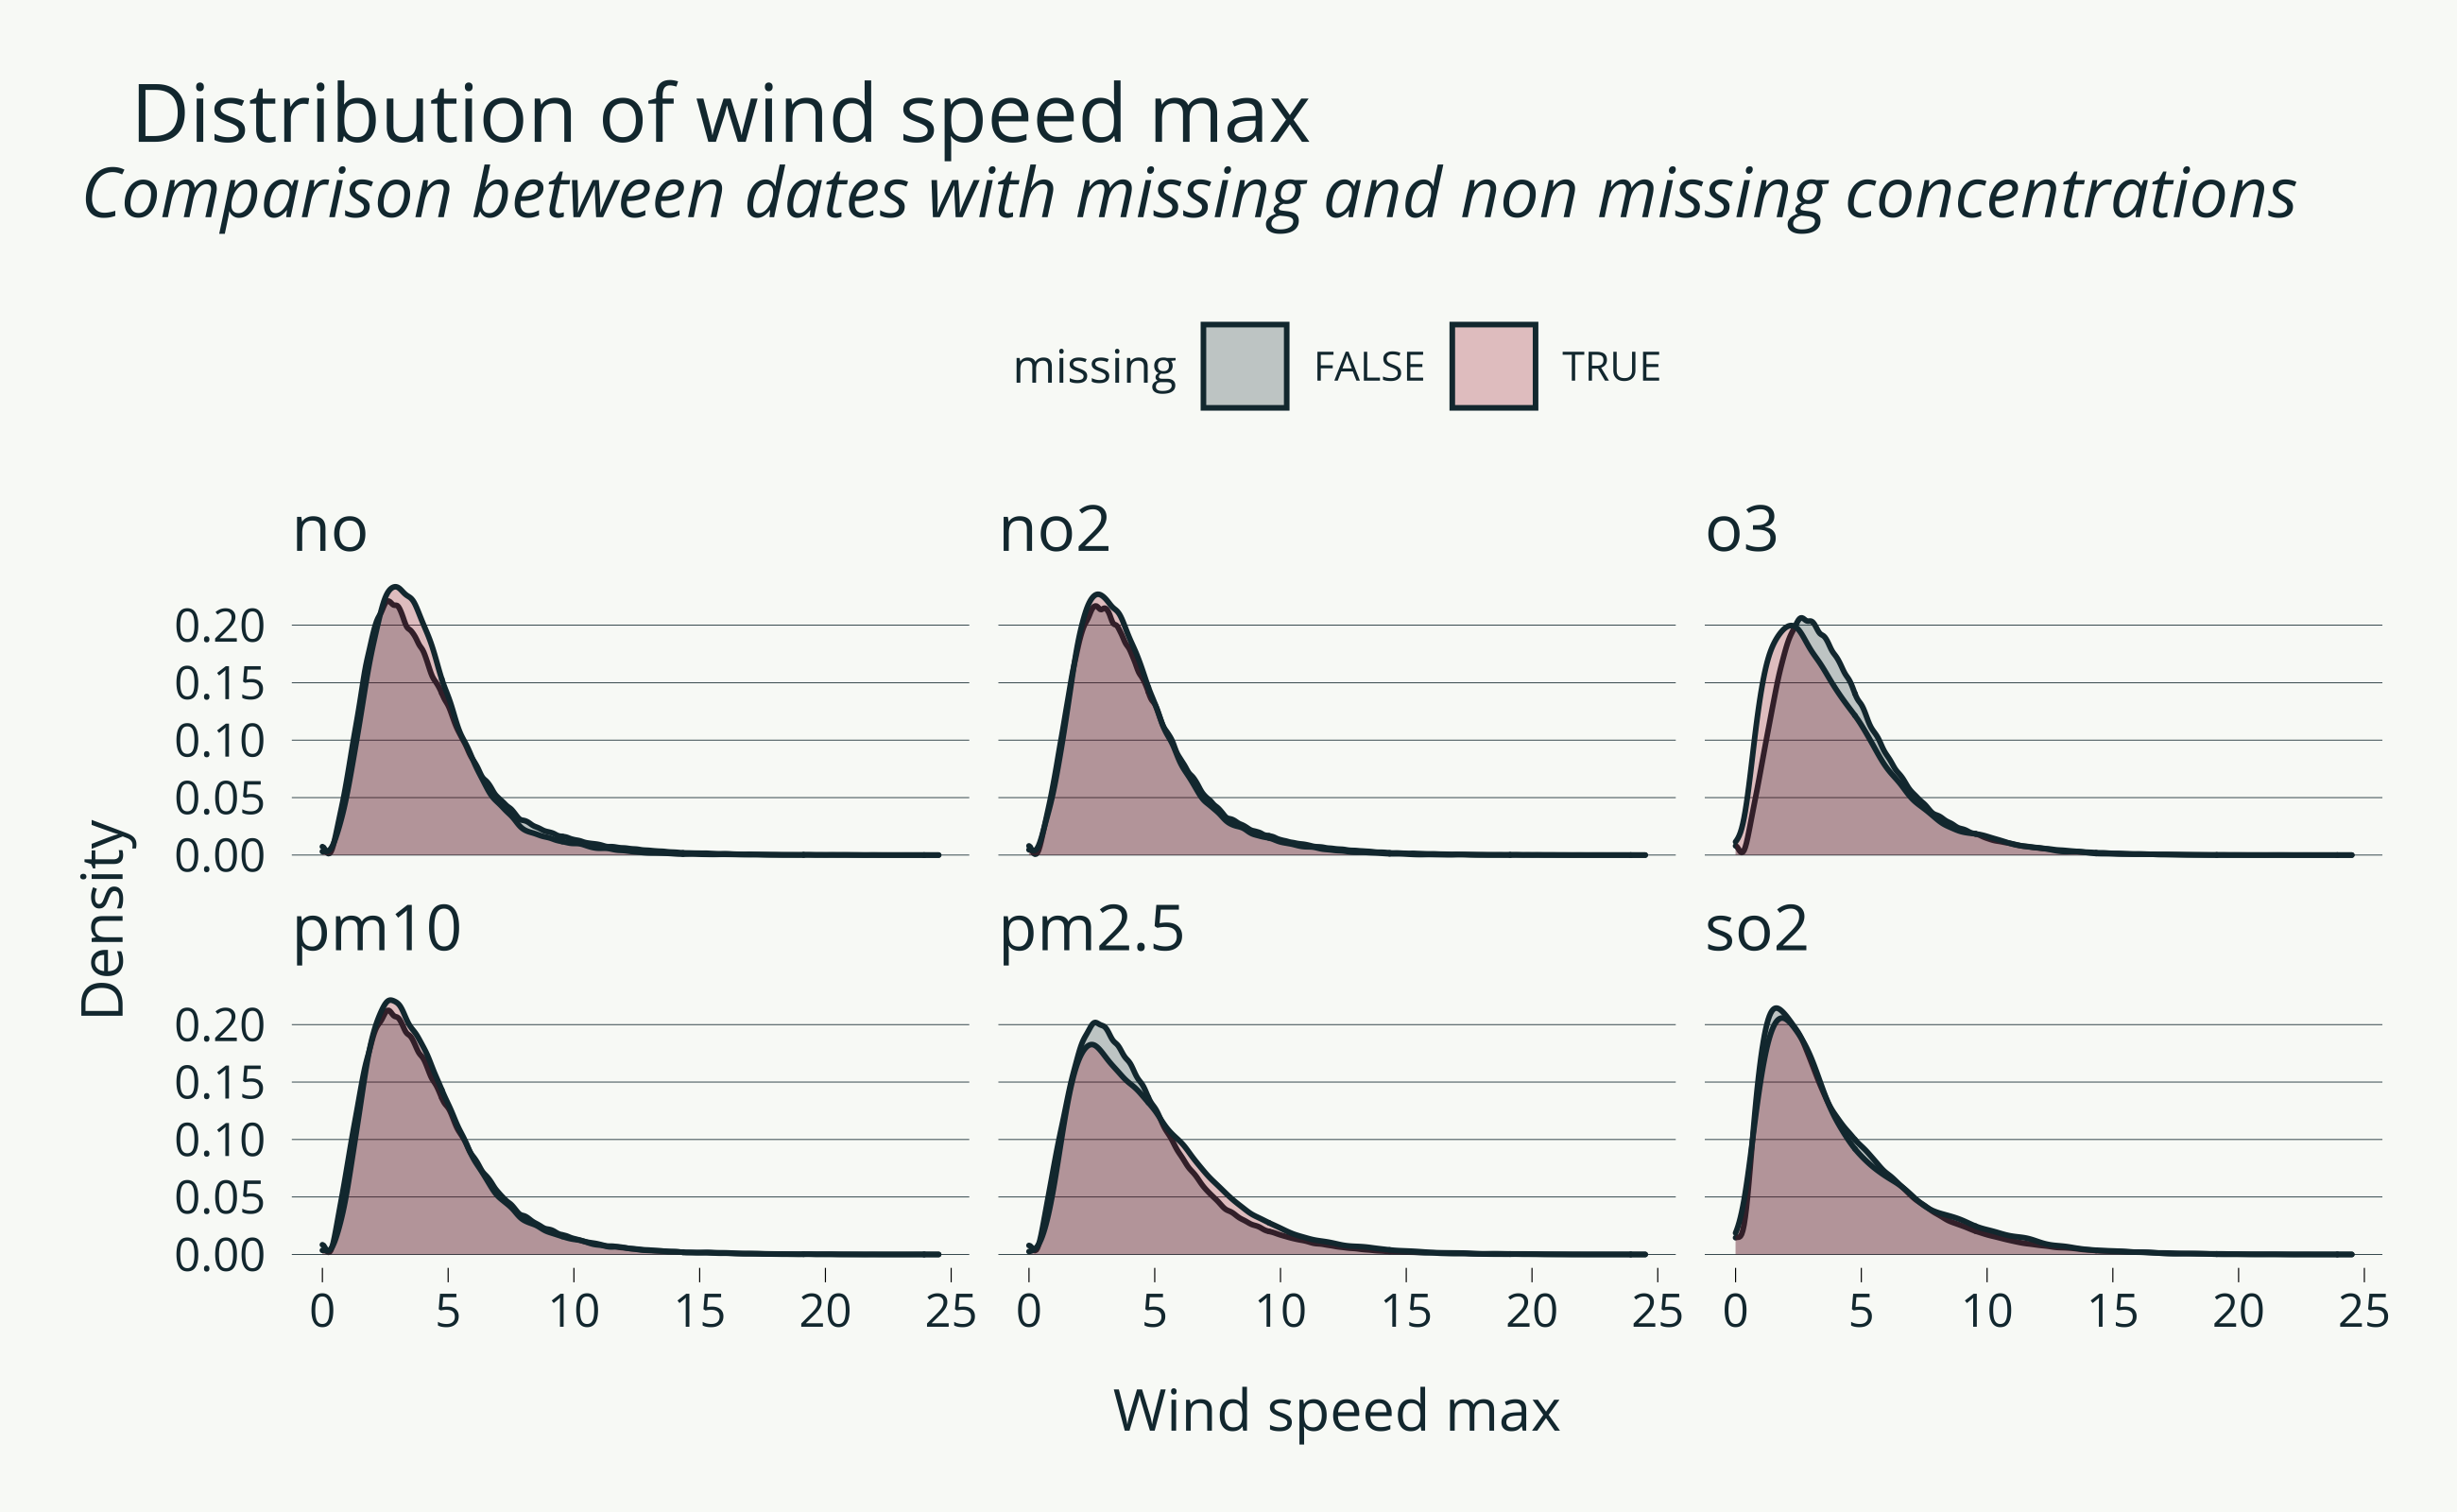 Distribution of wind speed max
Comparison between dates with missing and non missing concentrations
missing FALSE TRUE
no no2 o3
0.20
0.15
0.10
0.05
0.00
Density
pm10 pm2.5 so2
0.20
0.15
0.10
0.05
0.00
0 5 10 15 20 25 0 5 10 15 20 25 0 5 10 15 20 25
Wind speed max